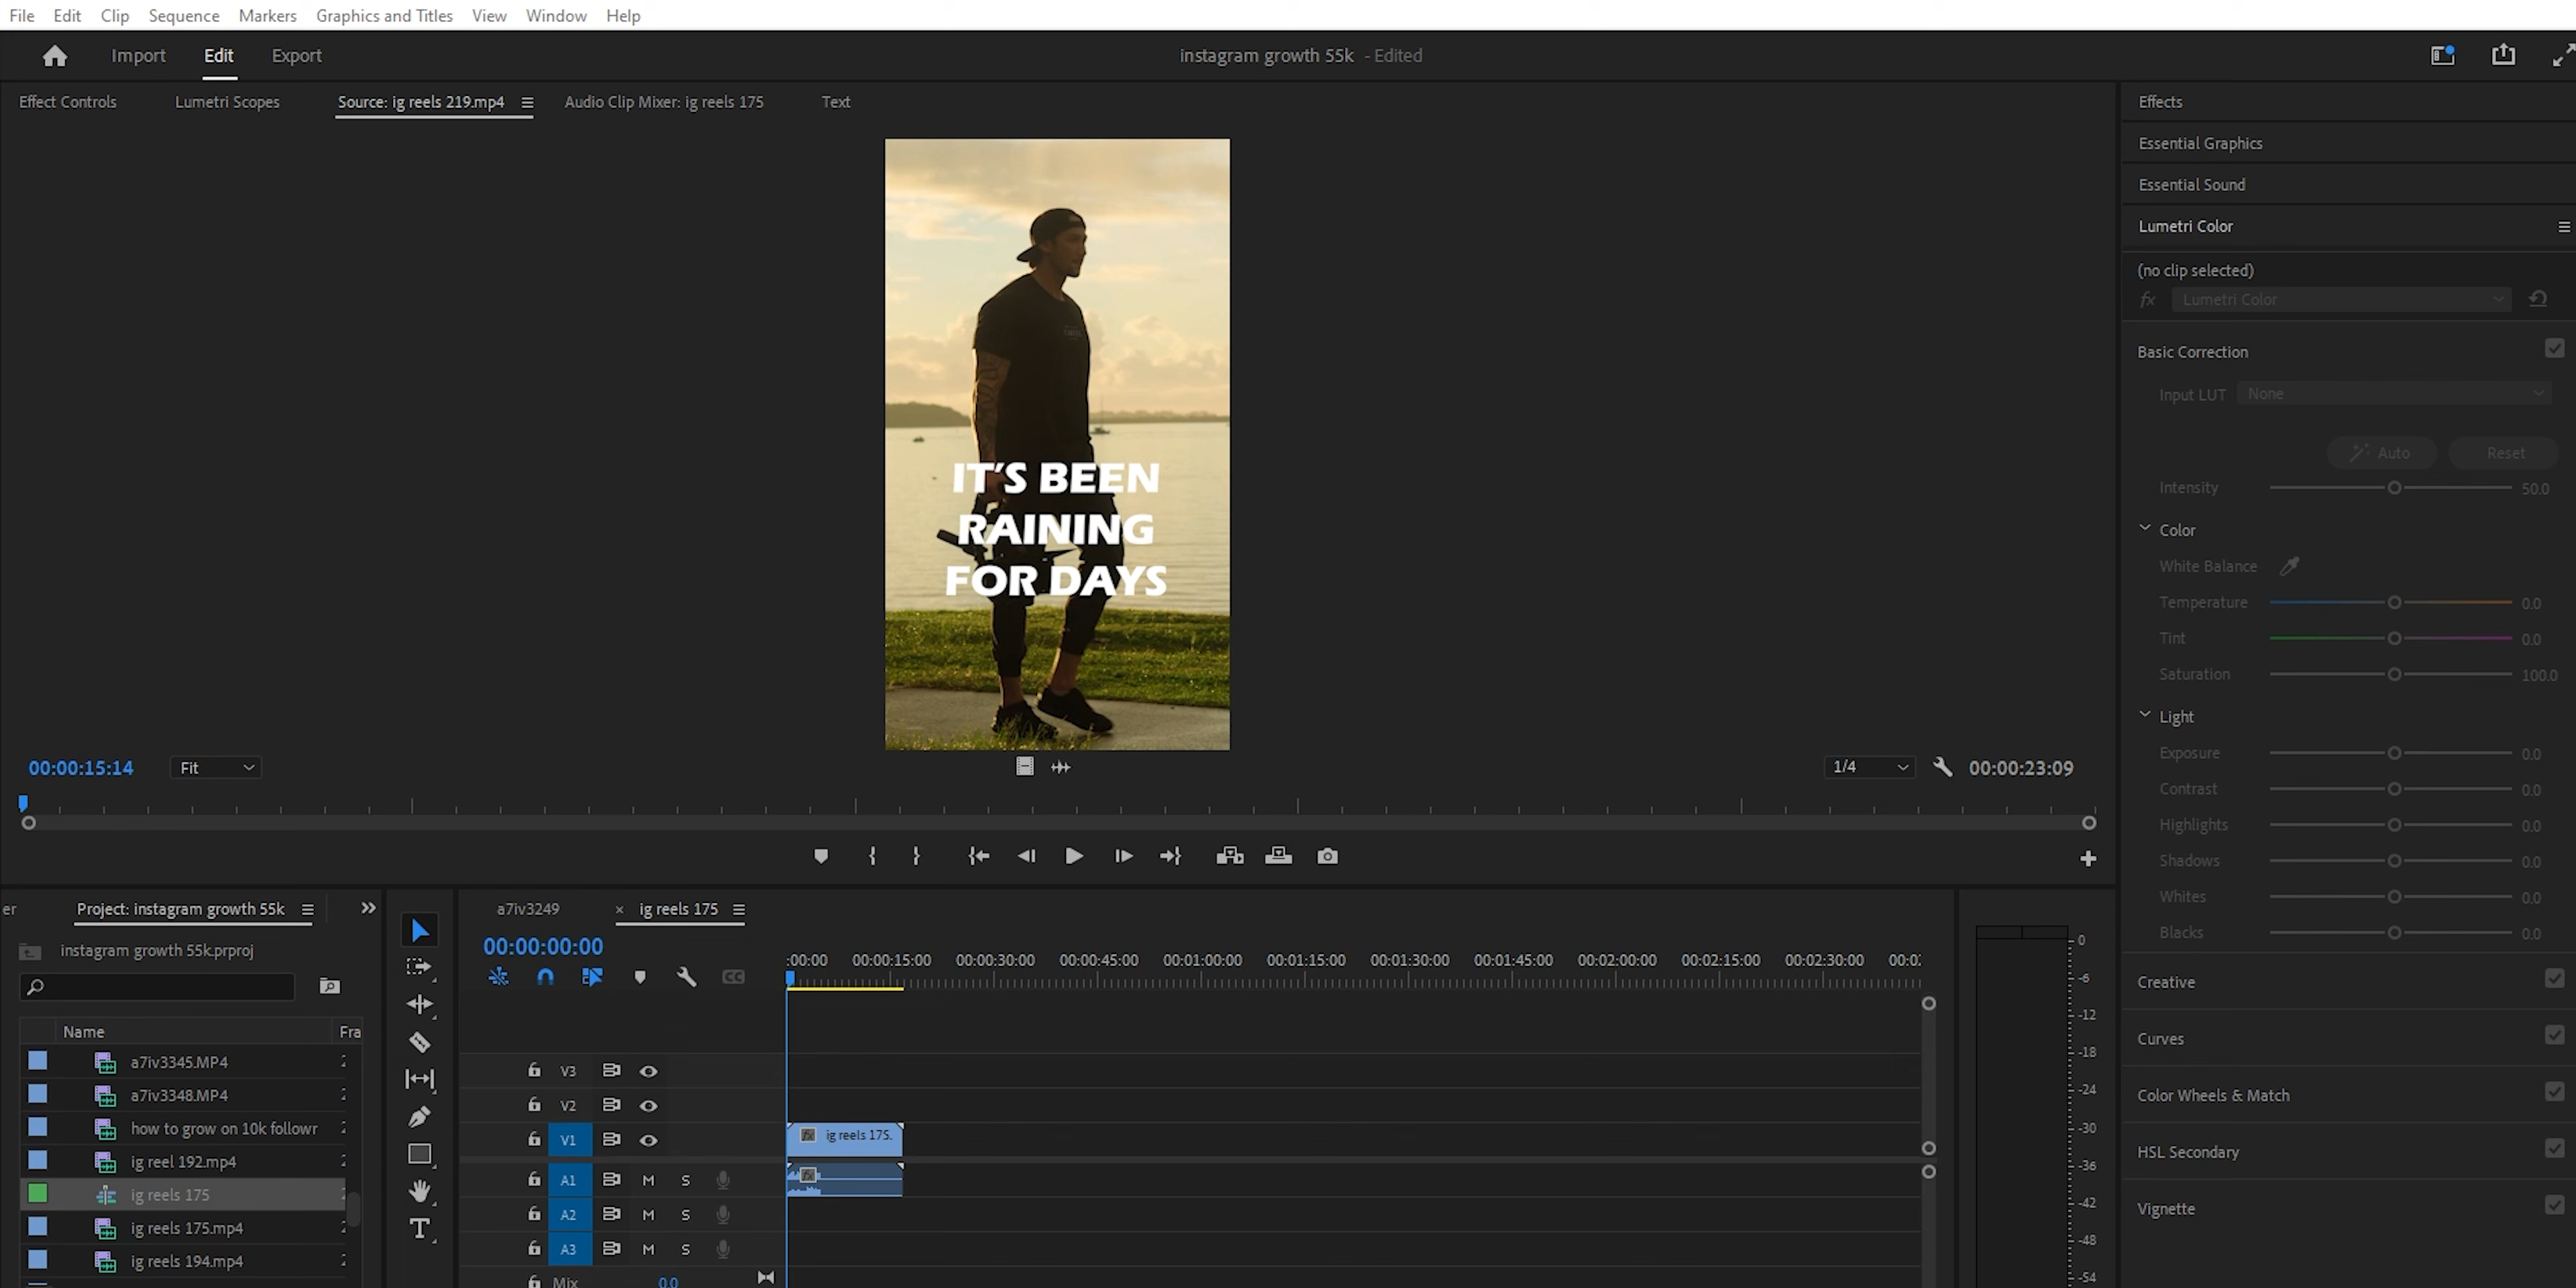 File Edit Clip Sequence Markers Graphics and Titles View Window Help
Import Edit Export instagram growth 55k - Edited
Effect Controls Lumetri Scopes Source: ig reels 219.mp4 Audio Clip Mixer: ig reels 175 Text
IT'S BEEN
RAINING
FOR DAYS
00:00:15:14 Fit 1/4 00:00:23:09
er Project: instagram growth 55k
instagram growth 55k.prproj
Name Fra
a7iv3345.MP4
a7iv3348.MP4
how to grow on 10k followr
ig reel 192.mp4
ig reels 175
ig reels 175.mp4
ig reels 194.mp4
T
a7iv3249 × ig reels 175
00:00:00:00
CC
:00:00 00:00:15:00 00:00:30:00 00:00:45:00 00:01:00:00 00:01:15:00 00:01:30:00 00:01:45:00 00:02:00:00 00:02:15:00 00:02:30:00 00:02
V3
V2
V1 fx ig reels 175.
A1 M S fx
A2 M S
A3 M S
Mix 0.0
0
-6
-12
-18
-24
-30
-36
-42
-48
-54
Effects
Essential Graphics
Essential Sound
Lumetri Color
(no clip selected)
fx Lumetri Color
Basic Correction
Input LUT None
Auto Reset
Intensity 50.0
Color
White Balance
Temperature 0.0
Tint 0.0
Saturation 100.0
Light
Exposure 0.0
Contrast 0.0
Highlights 0.0
Shadows 0.0
Whites 0.0
Blacks 0.0
Creative
Curves
Color Wheels & Match
HSL Secondary
Vignette